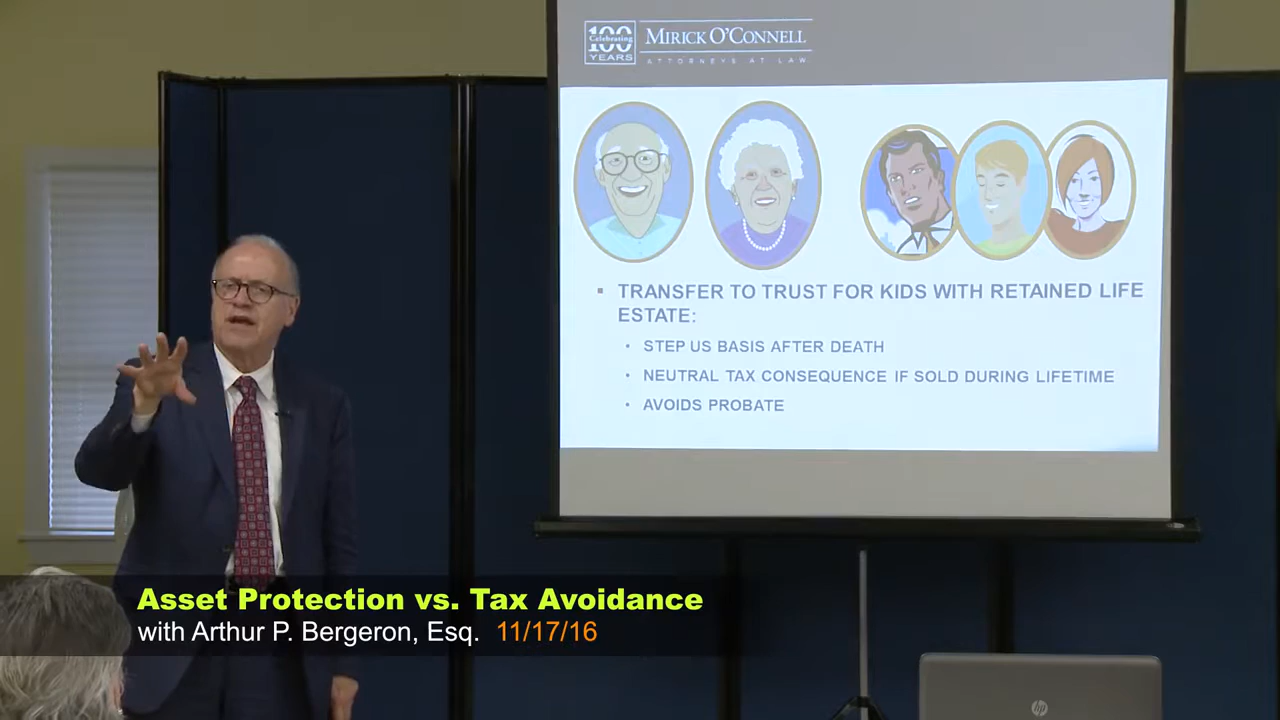 Celebrating
100
YEARS
MIRICK O'CONNELL
ATTORNEYS AT LAW
▪ TRANSFER TO TRUST FOR KIDS WITH RETAINED LIFE
ESTATE:
• STEP US BASIS AFTER DEATH
• NEUTRAL TAX CONSEQUENCE IF SOLD DURING LIFETIME
• AVOIDS PROBATE
Asset Protection vs. Tax Avoidance
with Arthur P. Bergeron, Esq. 11/17/16
hp